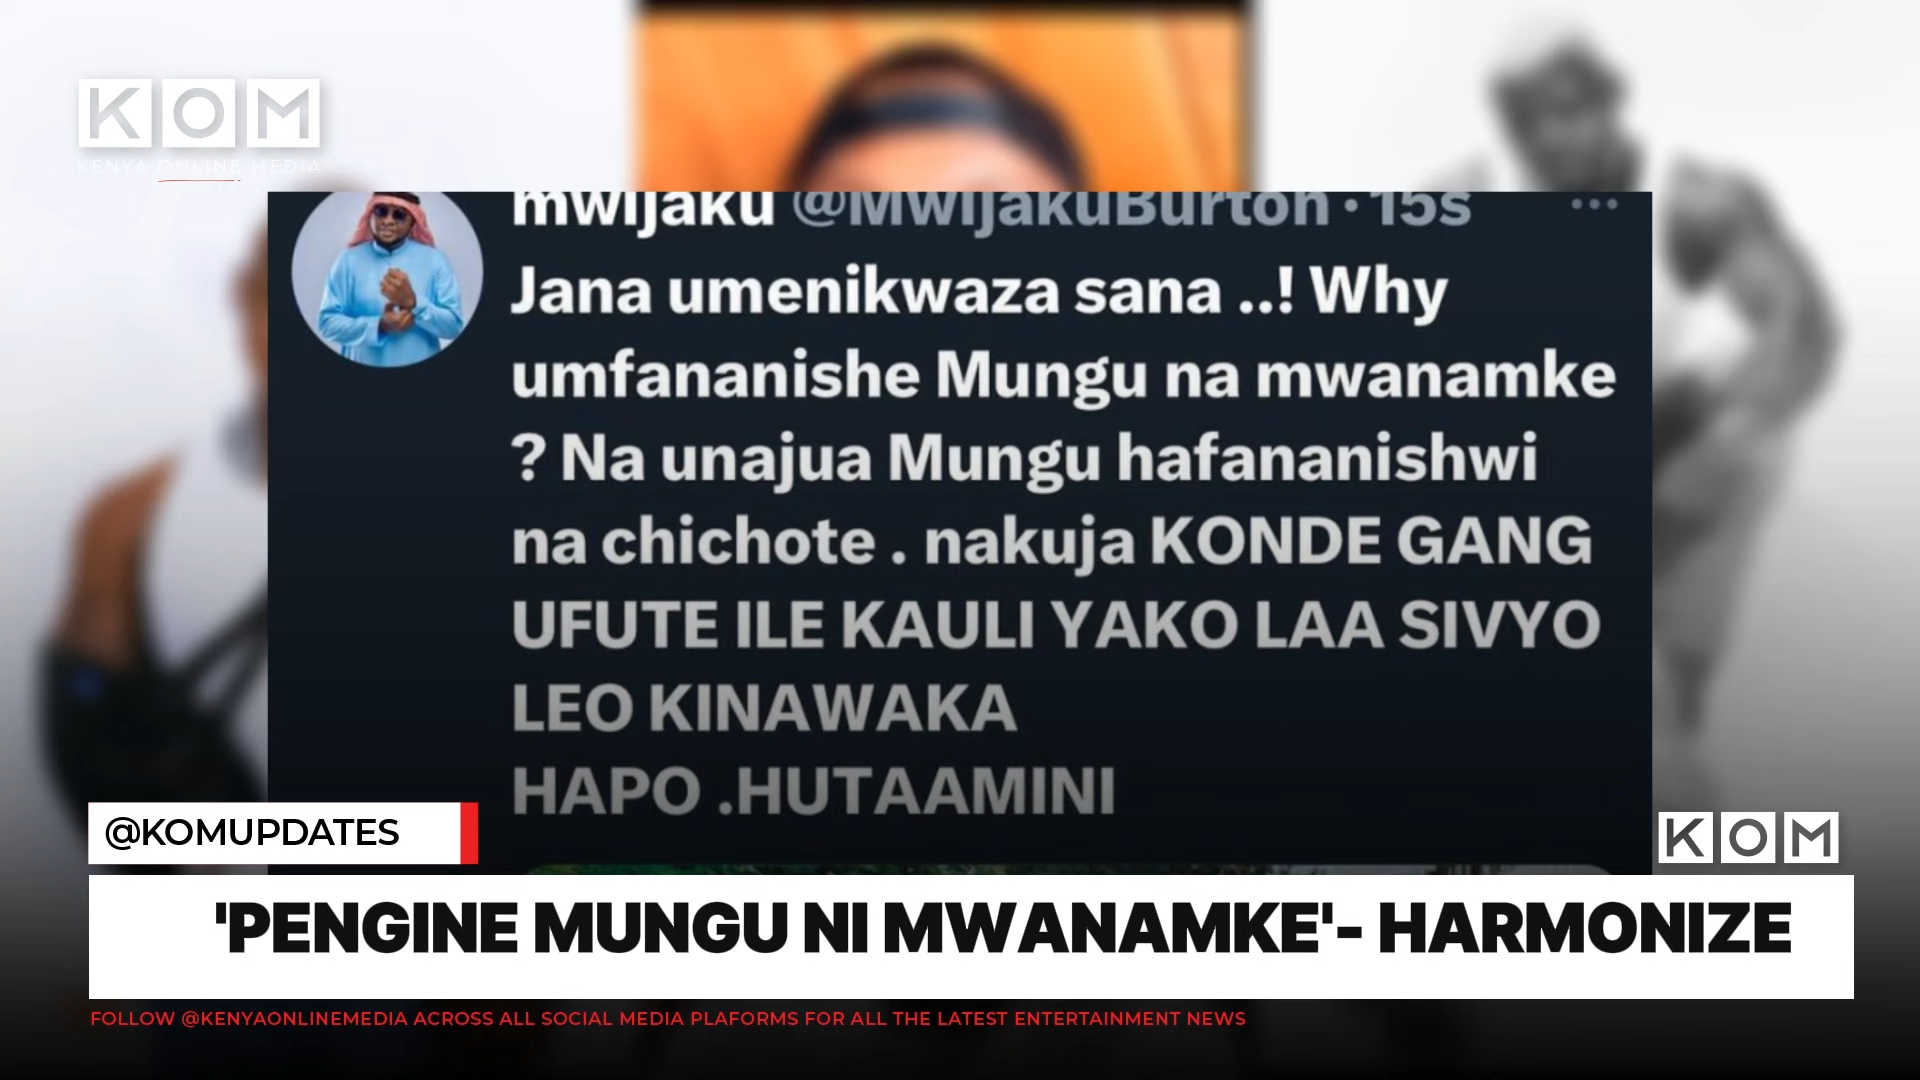 KOM
KENYA ONLINE MEDIA
mwijaku @MwijakuBurton · 15s
Jana umenikwaza sana ..! Why
umfananishe Mungu na mwanamke
? Na unajua Mungu hafananishwi
na chichote . nakuja KONDE GANG
UFUTE ILE KAULI YAKO LAA SIVYO
LEO KINAWAKA
HAPO .HUTAAMINI
@KOMUPDATES
KOM
'PENGINE MUNGU NI MWANAMKE'- HARMONIZE
FOLLOW @KENYAONLINEMEDIA ACROSS ALL SOCIAL MEDIA PLAFORMS FOR ALL THE LATEST ENTERTAINMENT NEWS